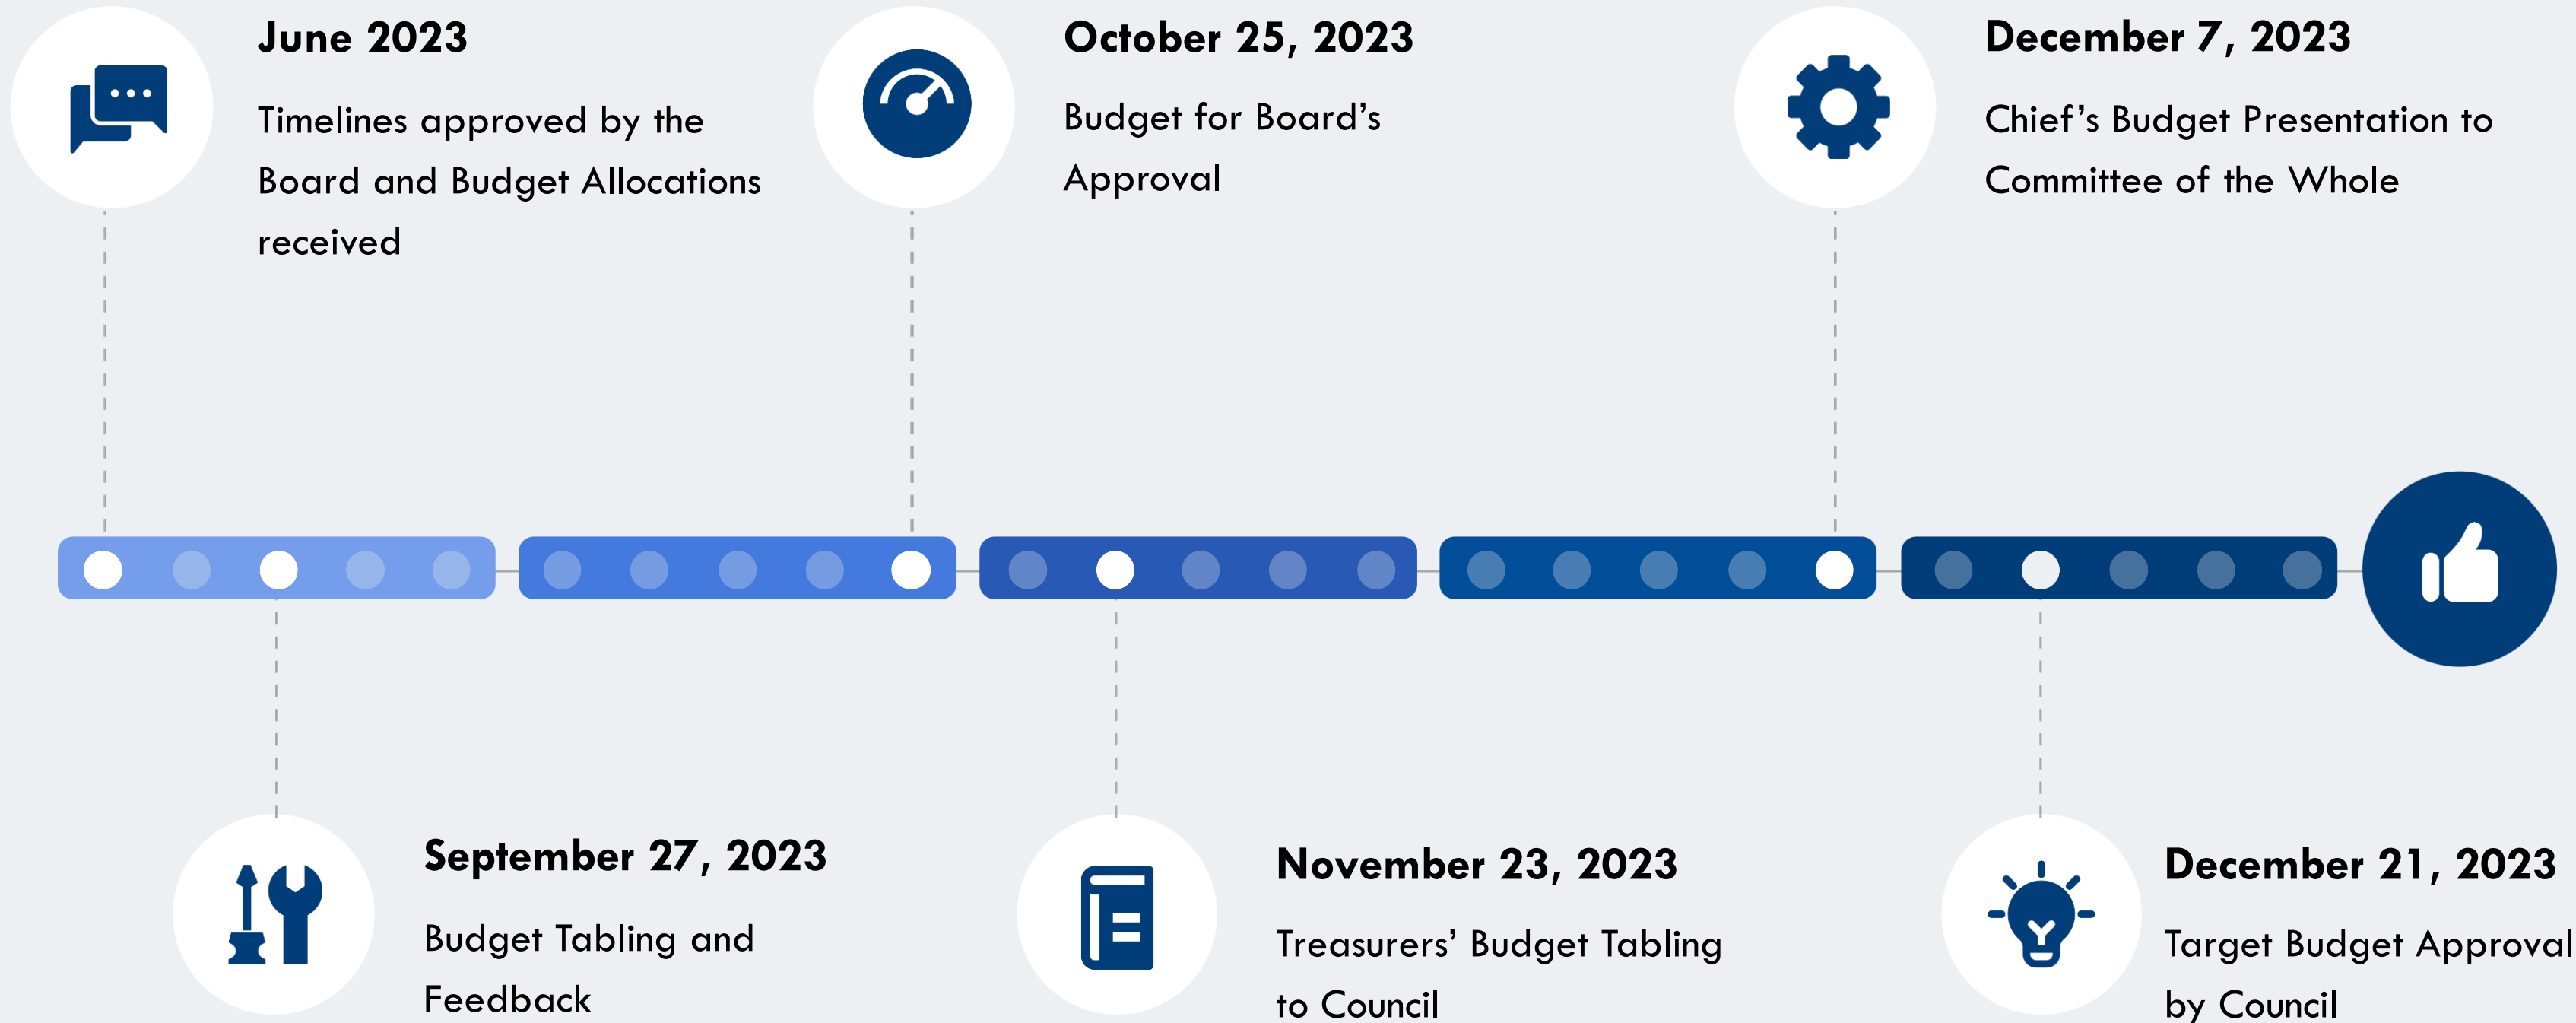 June 2023
Timelines approved by the
Board and Budget Allocations
received
October 25, 2023
Budget for Board’s
Approval
December 7, 2023
Chief’s Budget Presentation to
Committee of the Whole
September 27, 2023
Budget Tabling and
Feedback
November 23, 2023
Treasurers’ Budget Tabling
to Council
December 21, 2023
Target Budget Approval
by Council